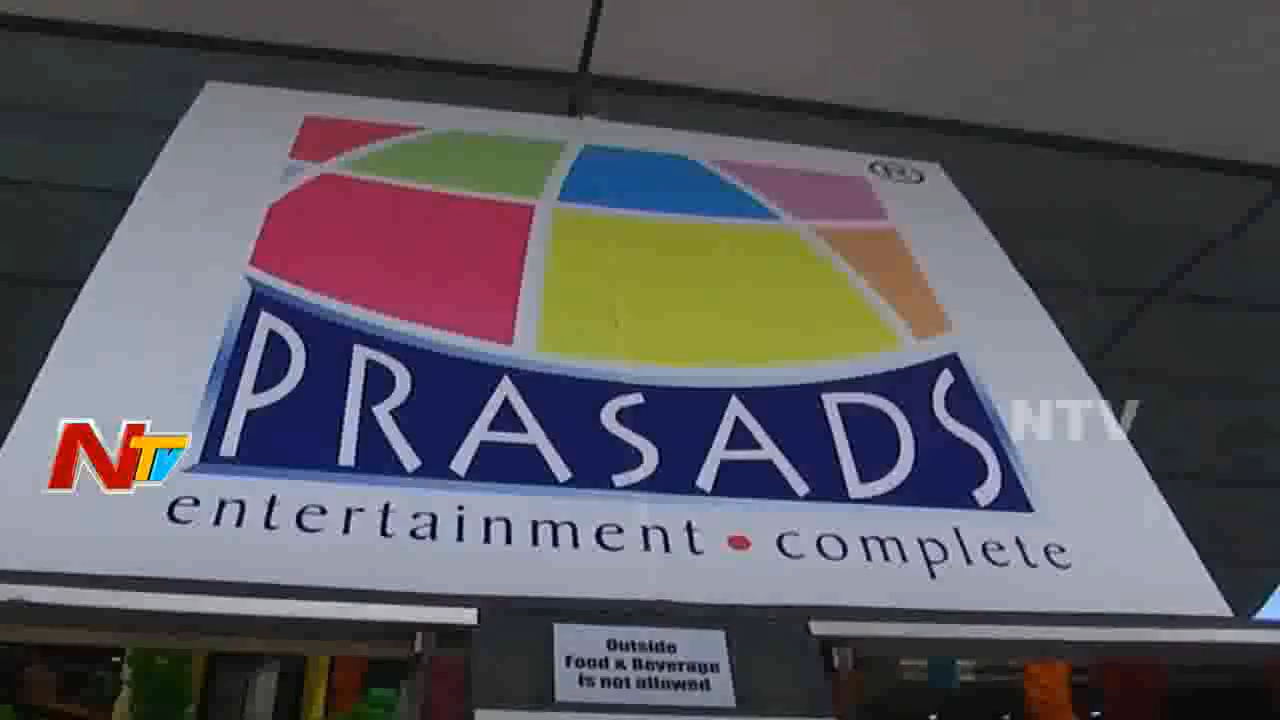 ®
PRASADS
NTV
NTV
entertainment • complete
Outside
Food & Beverage
is not allowed